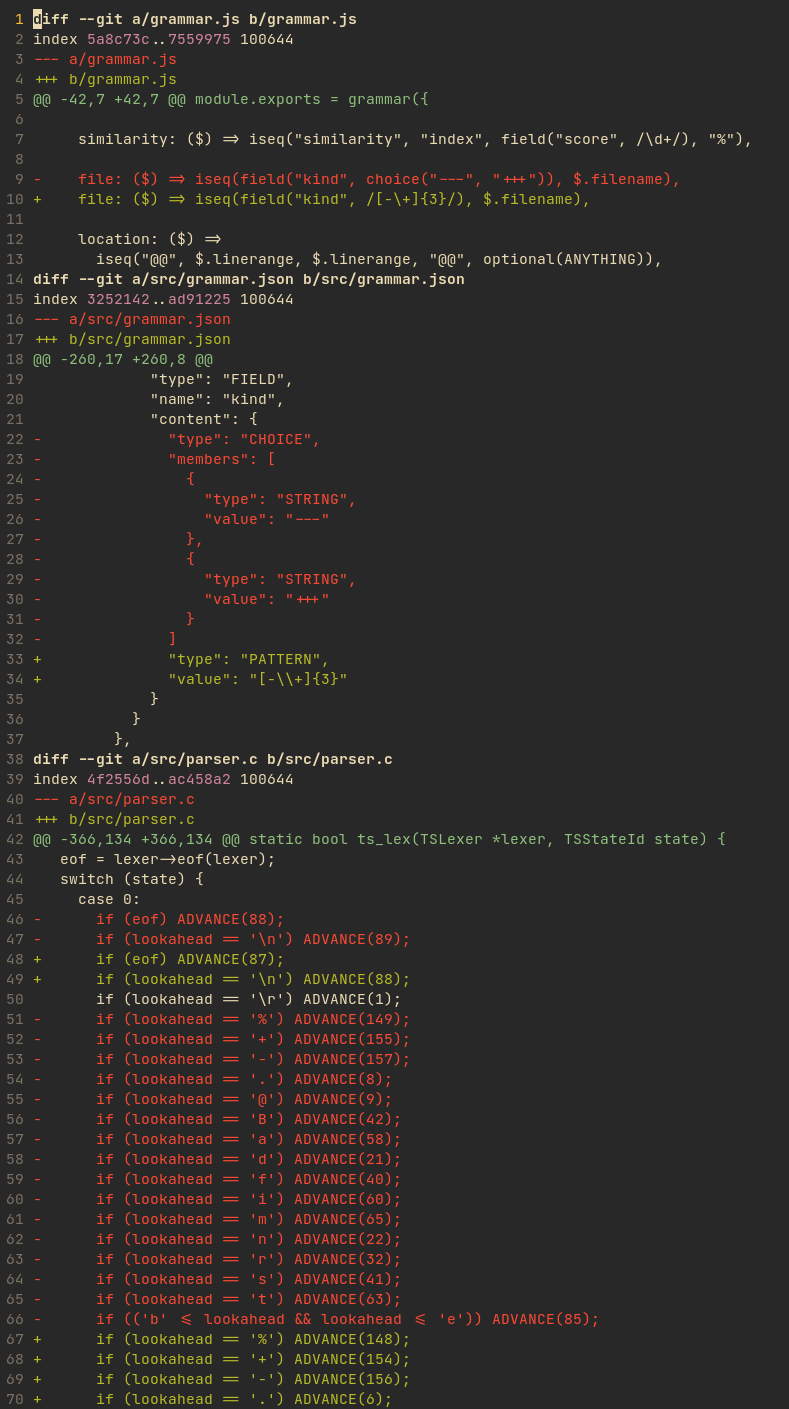 1 diff --git a/grammar.js b/grammar.js
2 index 5a8c73c..7559975 100644
3 --- a/grammar.js
4 +++ b/grammar.js
5 @@ -42,7 +42,7 @@ module.exports = grammar({
6
7      similarity: ($) => iseq("similarity", "index", field("score", /\d+/), "%"),
8
9 -    file: ($) => iseq(field("kind", choice("---", "+++")), $.filename),
10 +    file: ($) => iseq(field("kind", /[-\+]{3}/), $.filename),
11
12      location: ($) =>
13        iseq("@@", $.linerange, $.linerange, "@@", optional(ANYTHING)),
14 diff --git a/src/grammar.json b/src/grammar.json
15 index 3252142..ad91225 100644
16 --- a/src/grammar.json
17 +++ b/src/grammar.json
18 @@ -260,17 +260,8 @@
19              "type": "FIELD",
20              "name": "kind",
21              "content": {
22 -              "type": "CHOICE",
23 -              "members": [
24 -                {
25 -                  "type": "STRING",
26 -                  "value": "---"
27 -                },
28 -                {
29 -                  "type": "STRING",
30 -                  "value": "+++"
31 -                }
32 -              ]
33 +              "type": "PATTERN",
34 +              "value": "[-\\+]{3}"
35              }
36            }
37          },
38 diff --git a/src/parser.c b/src/parser.c
39 index 4f2556d..ac458a2 100644
40 --- a/src/parser.c
41 +++ b/src/parser.c
42 @@ -366,134 +366,134 @@ static bool ts_lex(TSLexer *lexer, TSStateId state) {
43    eof = lexer->eof(lexer);
44    switch (state) {
45      case 0:
46 -      if (eof) ADVANCE(88);
47 -      if (lookahead == '\n') ADVANCE(89);
48 +      if (eof) ADVANCE(87);
49 +      if (lookahead == '\n') ADVANCE(88);
50        if (lookahead == '\r') ADVANCE(1);
51 -      if (lookahead == '%') ADVANCE(149);
52 -      if (lookahead == '+') ADVANCE(155);
53 -      if (lookahead == '-') ADVANCE(157);
54 -      if (lookahead == '.') ADVANCE(8);
55 -      if (lookahead == '@') ADVANCE(9);
56 -      if (lookahead == 'B') ADVANCE(42);
57 -      if (lookahead == 'a') ADVANCE(58);
58 -      if (lookahead == 'd') ADVANCE(21);
59 -      if (lookahead == 'f') ADVANCE(40);
60 -      if (lookahead == 'i') ADVANCE(60);
61 -      if (lookahead == 'm') ADVANCE(65);
62 -      if (lookahead == 'n') ADVANCE(22);
63 -      if (lookahead == 'r') ADVANCE(32);
64 -      if (lookahead == 's') ADVANCE(41);
65 -      if (lookahead == 't') ADVANCE(63);
66 -      if (('b' <= lookahead && lookahead <= 'e')) ADVANCE(85);
67 +      if (lookahead == '%') ADVANCE(148);
68 +      if (lookahead == '+') ADVANCE(154);
69 +      if (lookahead == '-') ADVANCE(156);
70 +      if (lookahead == '.') ADVANCE(6);